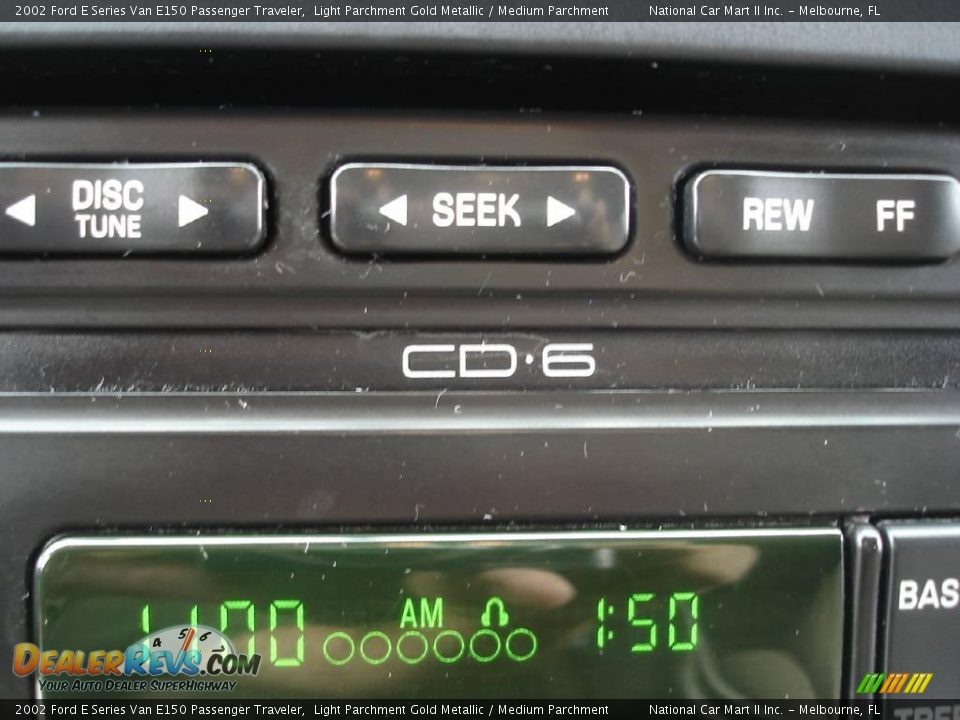 2002 Ford E Series Van E150 Passenger Traveler,  Light Parchment Gold Metallic / Medium Parchment
National Car Mart II Inc. - Melbourne, FL
DISC
TUNE
SEEK
REW FF
CD·6
AM
1:50
BAS
4 5 6
DEALERREVS.COM
YOUR AUTO DEALER SUPERHIGHWAY
2002 Ford E Series Van E150 Passenger Traveler,  Light Parchment Gold Metallic / Medium Parchment
National Car Mart II Inc. - Melbourne, FL